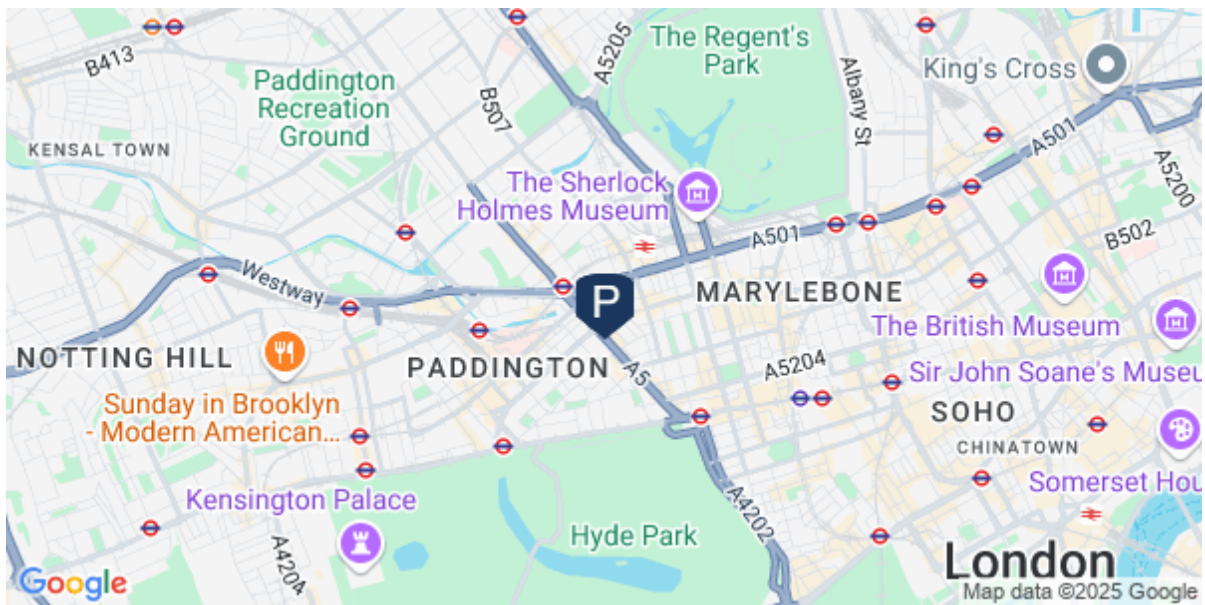 B413
A5205
The Regent's
Park
Albany St
King's Cross
Paddington
Recreation
Ground
B507
KENSAL TOWN
A501
A5200
The Sherlock
Holmes Museum
A501
B502
Westway
P
MARYLEBONE
The British Museum
NOTTING HILL
PADDINGTON
A5
A5204
Sir John Soane's Museu
Sunday in Brooklyn
- Modern American...
SOHO
CHINATOWN
Kensington Palace
A4202
Somerset Hou
Hyde Park
A4204
London
Google
Map data ©2025 Google